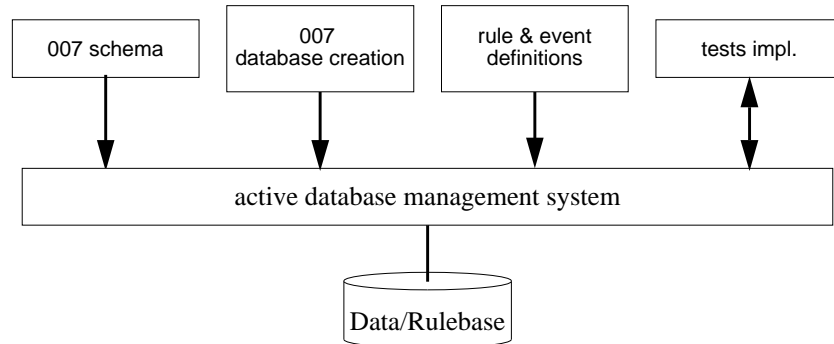 007 schema
007
database creation
rule & event
definitions
tests impl.
active database management system
Data/Rulebase